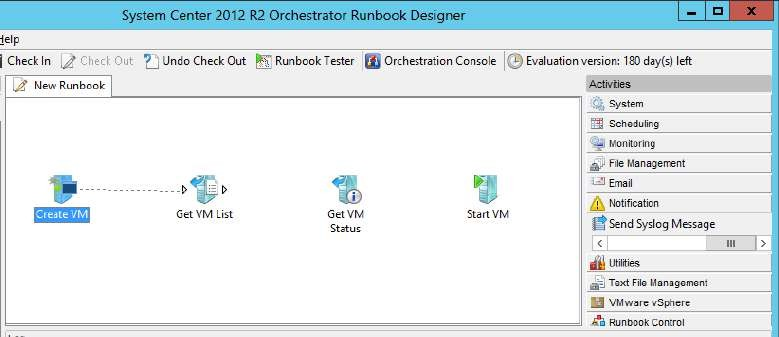 System Center 2012 R2 Orchestrator Runbook Designer
Help
Check In Check Out Undo Check Out Runbook Tester Orchestration Console Evaluation version: 180 day(s) left
New Runbook
Activities
System
Scheduling
Monitoring
File Management
Email
Notification
Send Syslog Message
Utilities
Text File Management
VMware vSphere
Runbook Control
Create VM
Get VM List
Get VM
Status
Start VM